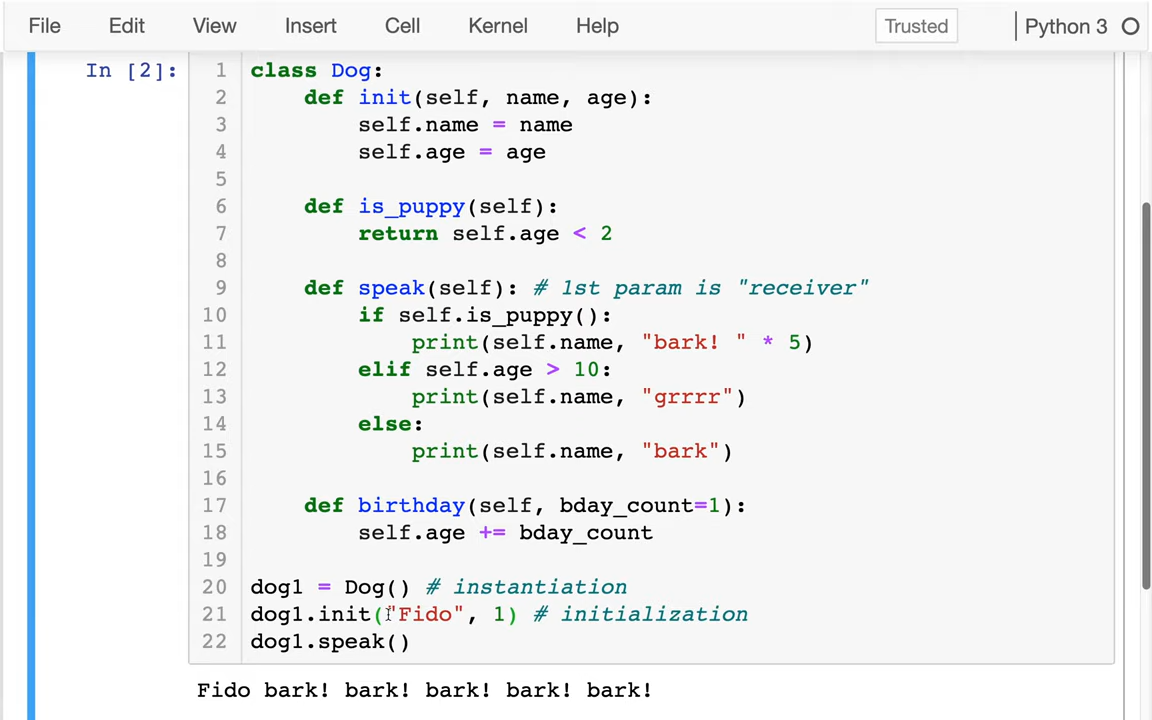 File Edit View Insert Cell Kernel Help Trusted Python 3
In [2]:
1 class Dog:
2     def init(self, name, age):
3         self.name = name
4         self.age = age
5
6     def is_puppy(self):
7         return self.age < 2
8
9     def speak(self): # 1st param is "receiver"
10         if self.is_puppy():
11             print(self.name, "bark! " * 5)
12         elif self.age > 10:
13             print(self.name, "grrrr")
14         else:
15             print(self.name, "bark")
16
17     def birthday(self, bday_count=1):
18         self.age += bday_count
19
20 dog1 = Dog() # instantiation
21 dog1.init("Fido", 1) # initialization
22 dog1.speak()
Fido bark! bark! bark! bark! bark!